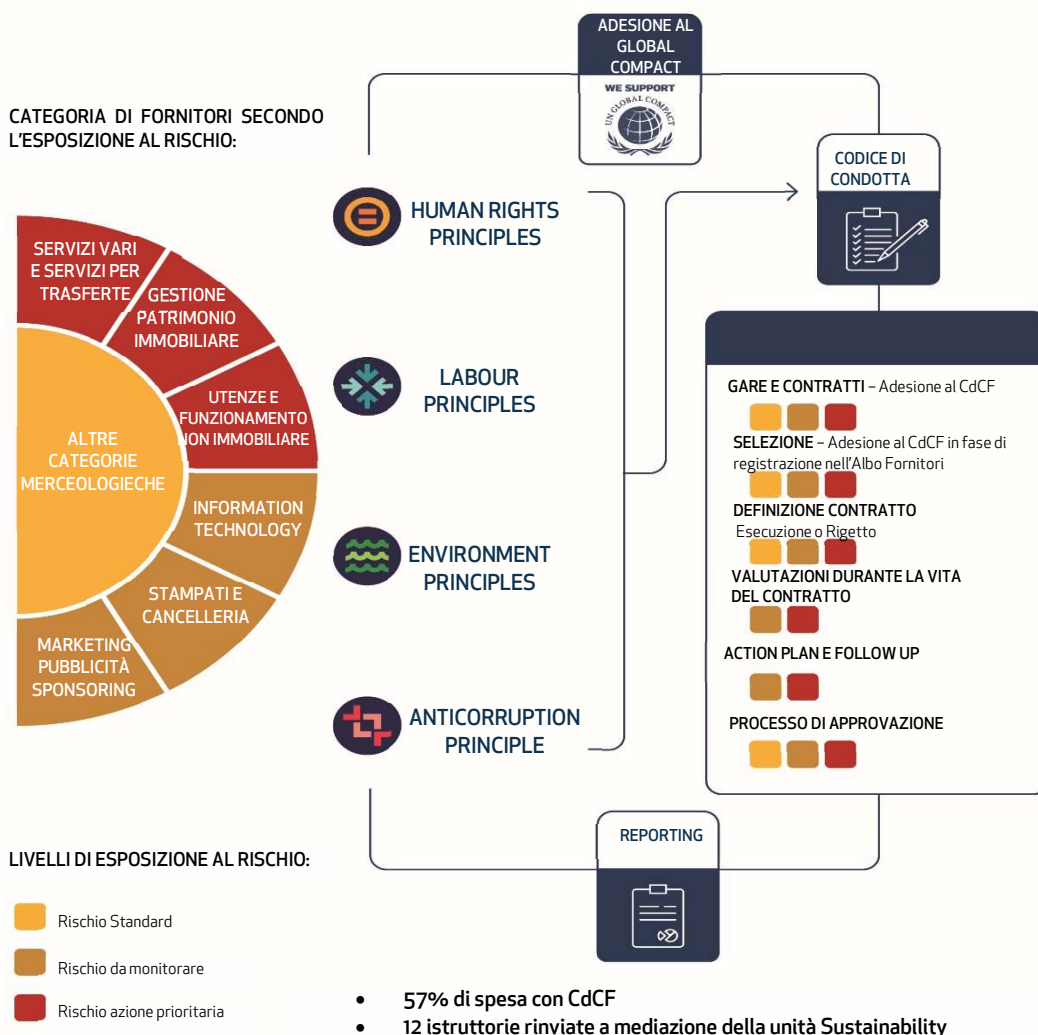 ADESIONE AL
GLOBAL
COMPACT
WE SUPPORT
UN GLOBAL COMPACT
CATEGORIA DI FORNITORI SECONDO
L'ESPOSIZIONE AL RISCHIO:
CODICE DI
CONDOTTA
SERVIZI VARI
E SERVIZI PER
TRASFERTE
GESTIONE
PATRIMONIO
IMMOBILIARE
UTENZE E
FUNZIONAMENTO
NON IMMOBILIARE
ALTRE
CATEGORIE
MERCEOLOGIECHE
INFORMATION
TECHNOLOGY
STAMPATI E
CANCELLERIA
MARKETING
PUBBLICITÀ
SPONSORING
HUMAN RIGHTS
PRINCIPLES
LABOUR
PRINCIPLES
ENVIRONMENT
PRINCIPLES
ANTICORRUPTION
PRINCIPLE
GARE E CONTRATTI – Adesione al CdCF
SELEZIONE – Adesione al CdCF in fase di
registrazione nell'Albo Fornitori
DEFINIZIONE CONTRATTO
Esecuzione o Rigetto
VALUTAZIONI DURANTE LA VITA
DEL CONTRATTO
ACTION PLAN E FOLLOW UP
PROCESSO DI APPROVAZIONE
REPORTING
LIVELLI DI ESPOSIZIONE AL RISCHIO:
Rischio Standard
Rischio da monitorare
Rischio azione prioritaria
• 57% di spesa con CdCF
• 12 istruttorie rinviate a mediazione della unità Sustainability